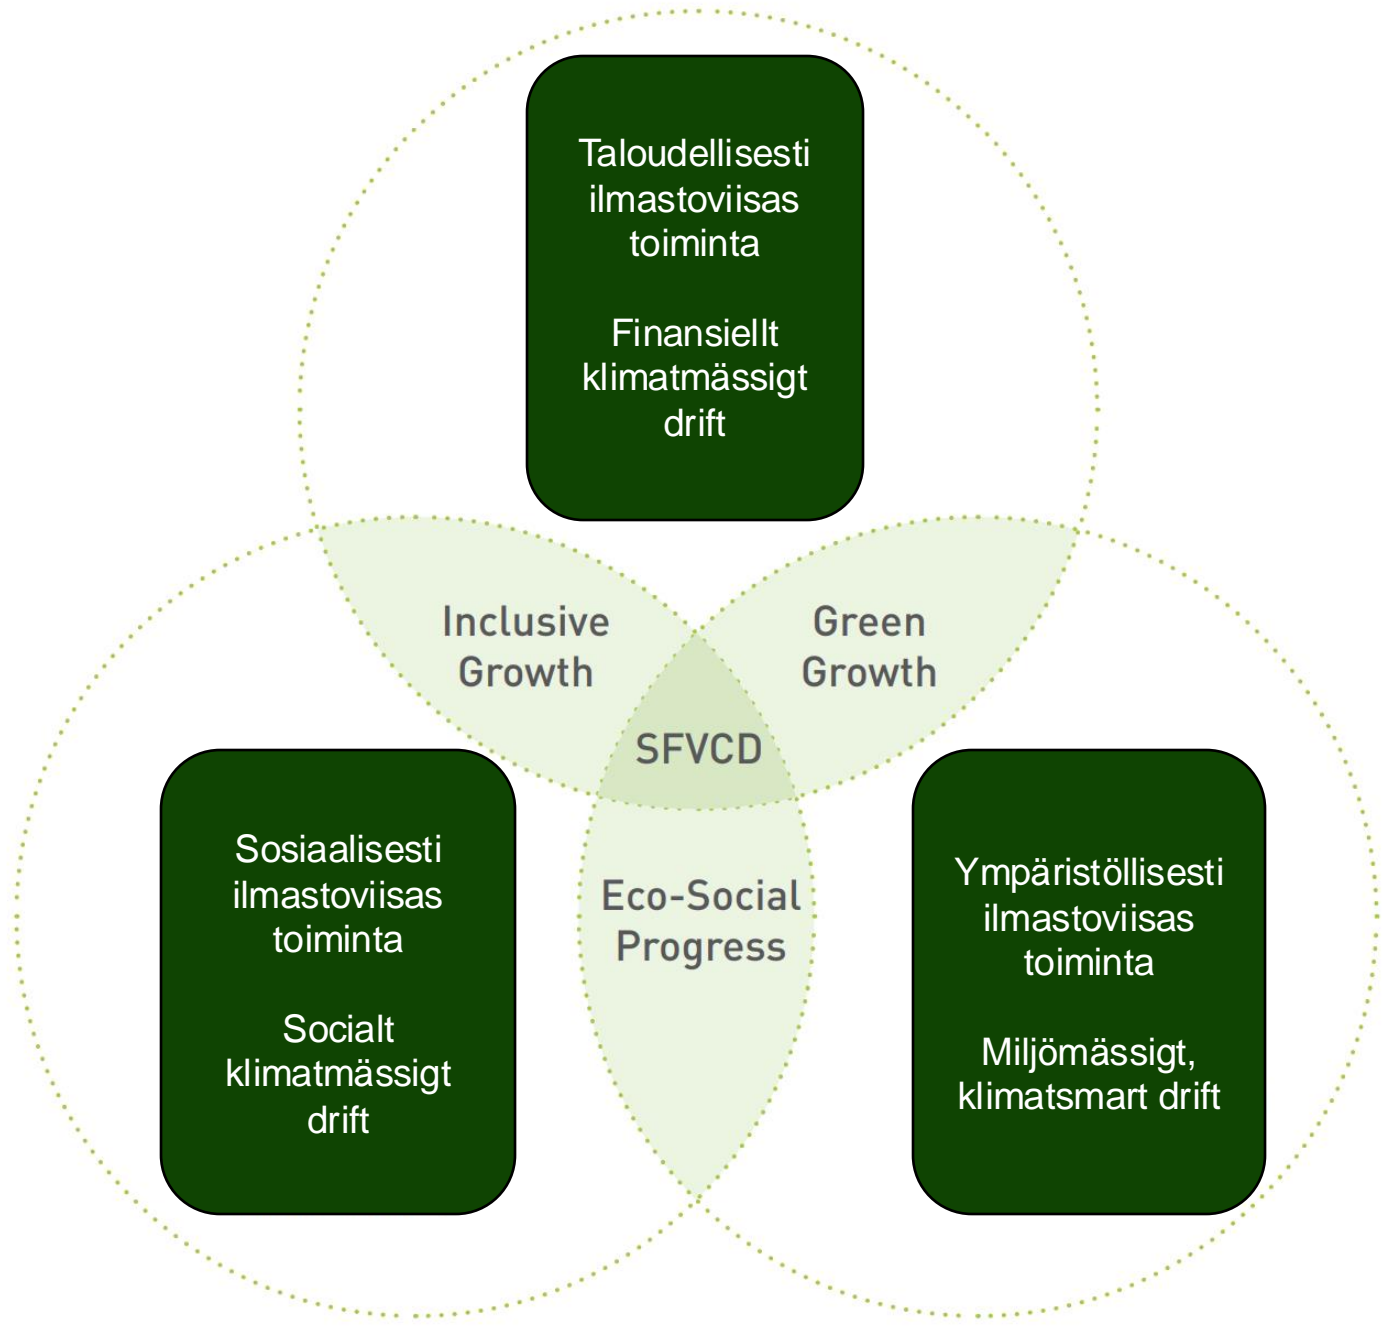 Taloudellisesti
ilmastoviisas
toiminta
Finansiellt
klimatmässigt
drift
Inclusive
Growth
Green
Growth
SFVCD
Sosiaalisesti
ilmastoviisas
toiminta
Socialt
klimatmässigt
drift
Eco-Social
Progress
Ympäristöllisesti
ilmastoviisas
toiminta
Miljömässigt,
klimatsmart drift